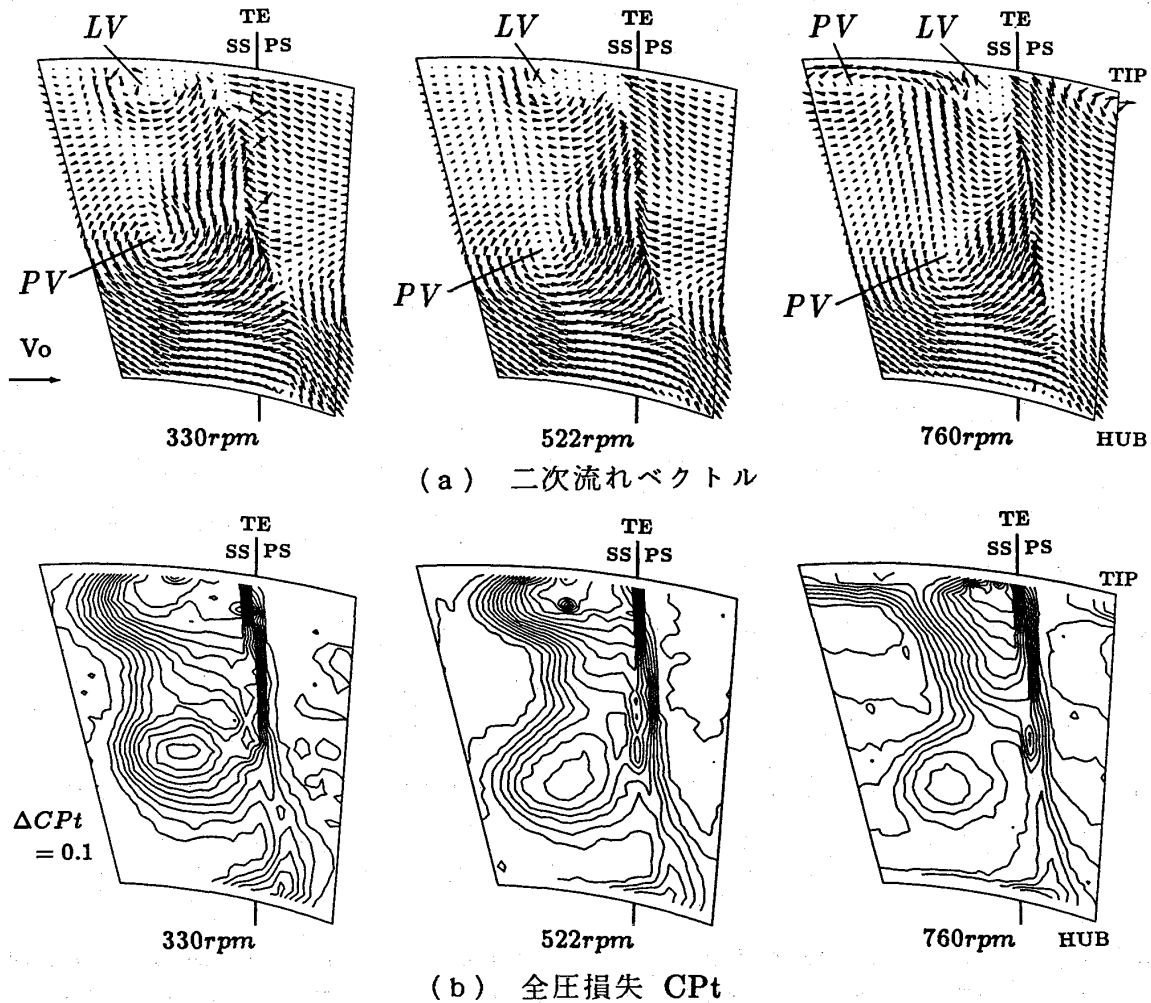 TE
SS PS
LV
PV
Vo
330rpm
TE
SS PS
LV
PV
522rpm
TE
SS PS
PV LV
TIP
PV
760rpm
HUB
(a) 二次流れベクトル
TE
SS PS
ΔCPt
= 0.1
330rpm
TE
SS PS
522rpm
TE
SS PS
TIP
760rpm
HUB
(b) 全圧損失 CPt